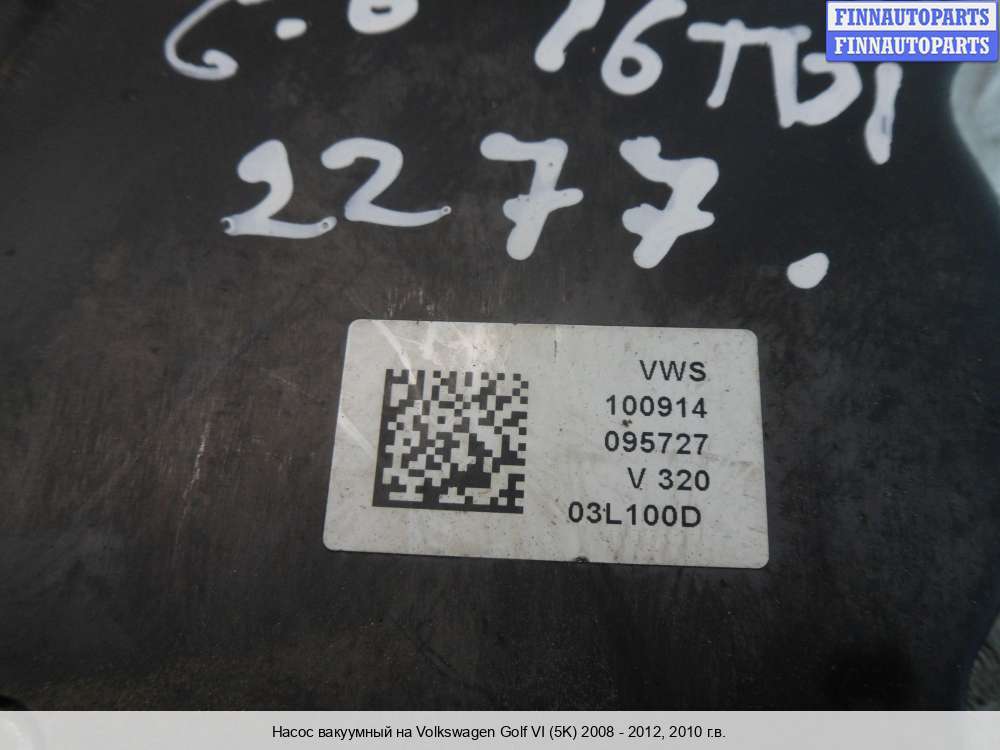 FINNAUTOPARTS
FINNAUTOPARTS
G-6 16TDI
2277.
VWS
100914
095727
V 320
03L100D
Насос вакуумный на Volkswagen Golf VI (5K) 2008 - 2012, 2010 г.в.